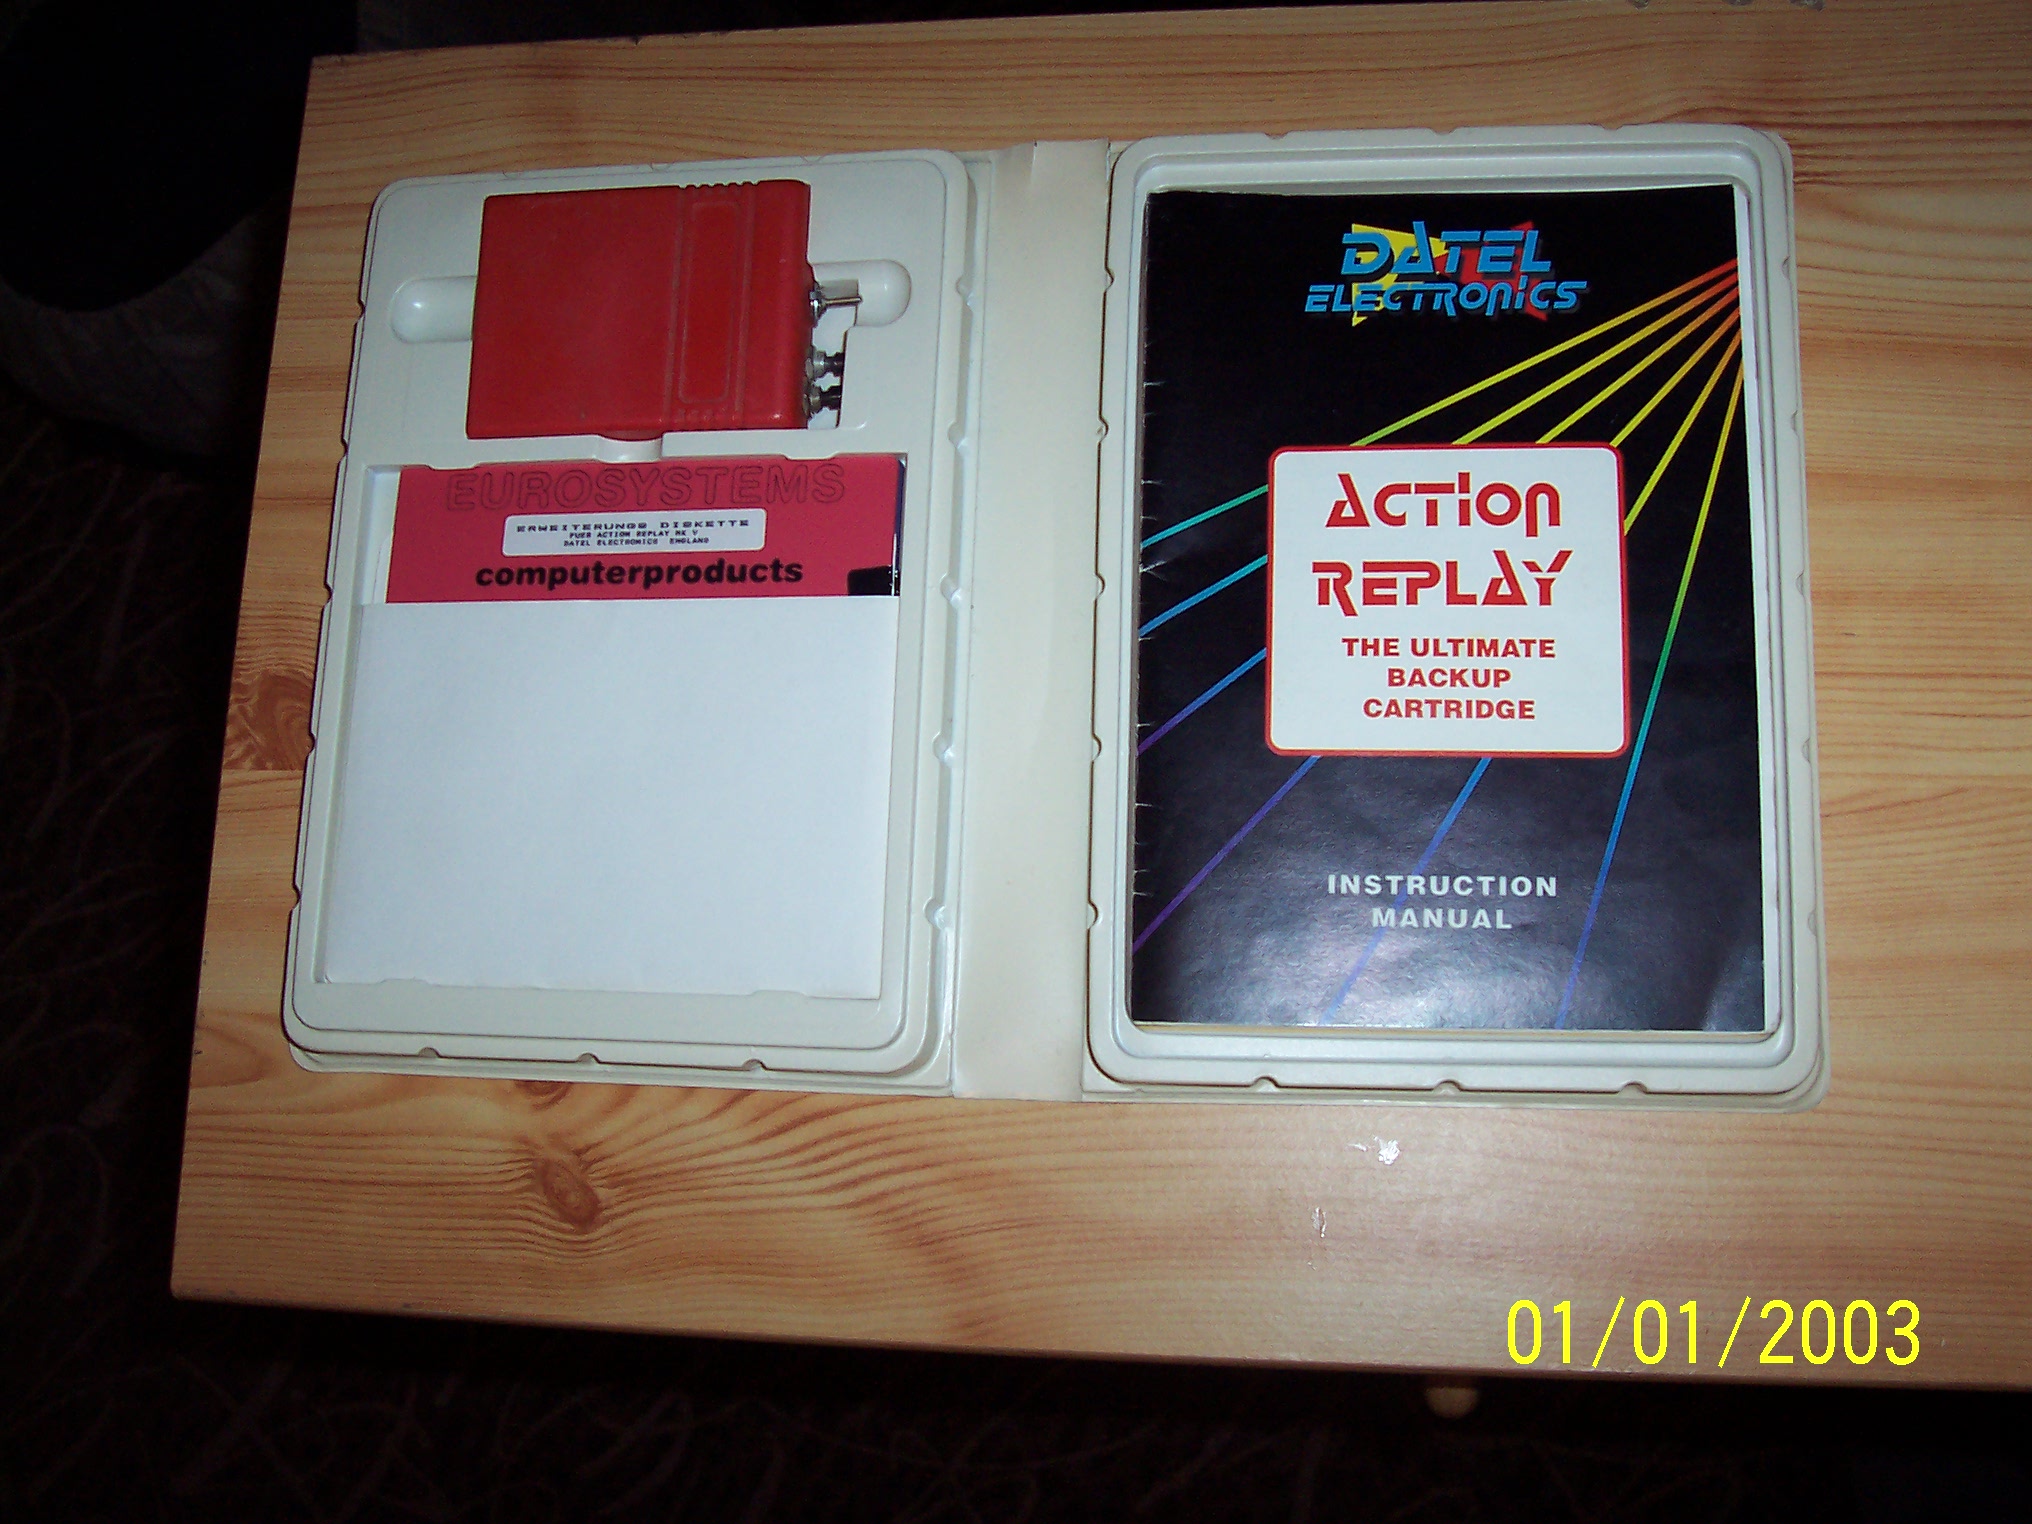 EUROSYSTEMS
ERWEITERUNGS DISKETTE
FUER ACTION REPLAY MK V
DATEL ELECTRONICS ENGLAND
computerproducts
DATEL
ELECTRONICS
ACTION
REPLAY
THE ULTIMATE
BACKUP
CARTRIDGE
INSTRUCTION
MANUAL
01/01/2003